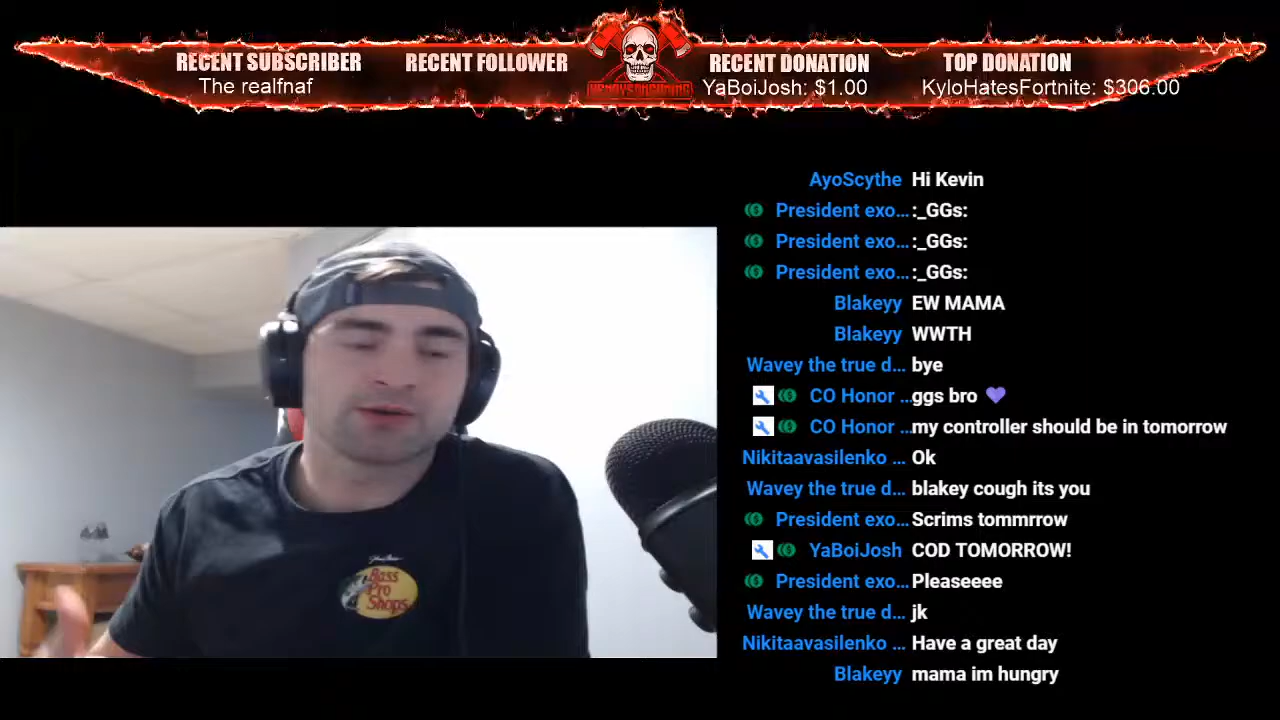 RECENT SUBSCRIBER
The realfnaf
RECENT FOLLOWER
RECENT DONATION
YaBoiJosh: $1.00
TOP DONATION
KyloHatesFortnite: $306.00
AyoScythe Hi Kevin
President exo... :_GGs:
President exo... :_GGs:
President exo... :_GGs:
Blakeyy EW MAMA
Blakeyy WWTH
Wavey the true d... bye
CO Honor ... ggs bro 💜
CO Honor ... my controller should be in tomorrow
Nikitaavasilenko ... Ok
Wavey the true d... blakey cough its you
President exo... Scrims tommrrow
YaBoiJosh COD TOMORROW!
President exo... Pleaseeee
Wavey the true d... jk
Nikitaavasilenko ... Have a great day
Blakeyy mama im hungry
Bass
Pro
Shops